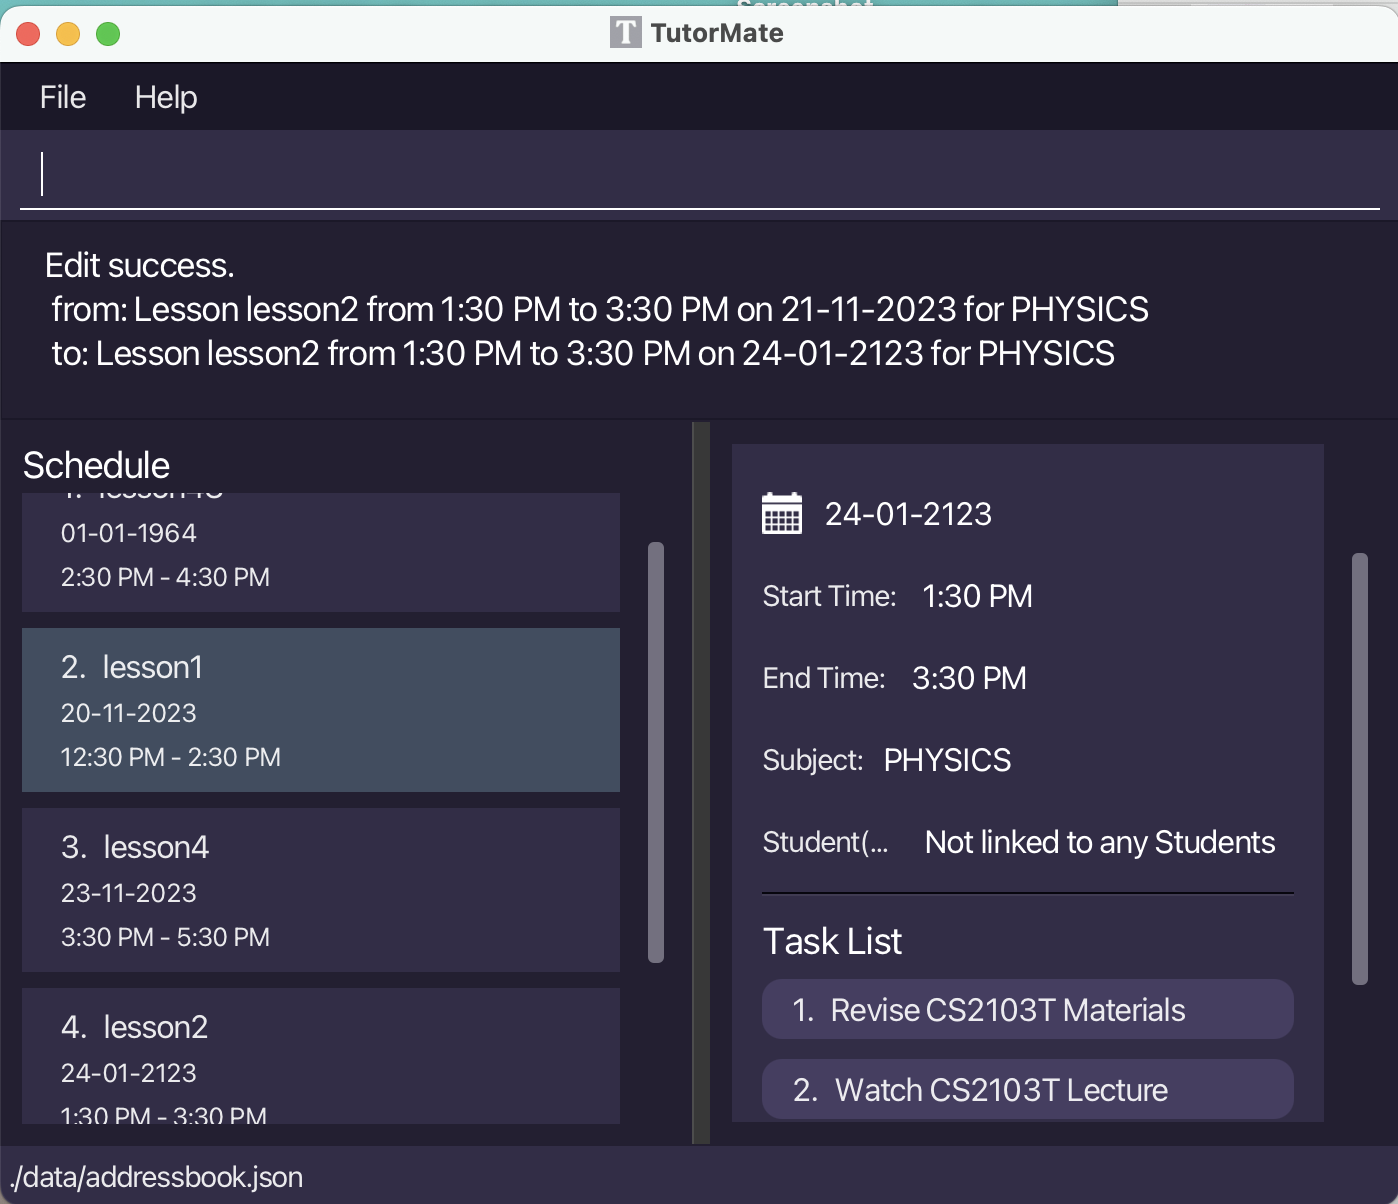 TutorMate
File Help
Edit success.
from: Lesson lesson2 from 1:30 PM to 3:30 PM on 21-11-2023 for PHYSICS
to: Lesson lesson2 from 1:30 PM to 3:30 PM on 24-01-2123 for PHYSICS
Schedule
01-01-1964
2:30 PM - 4:30 PM
2. lesson1
20-11-2023
12:30 PM - 2:30 PM
3. lesson4
23-11-2023
3:30 PM - 5:30 PM
4. lesson2
24-01-2123
1:30 PM - 3:30 PM
24-01-2123
Start Time: 1:30 PM
End Time: 3:30 PM
Subject: PHYSICS
Student(... Not linked to any Students
Task List
1. Revise CS2103T Materials
2. Watch CS2103T Lecture
./data/addressbook.json